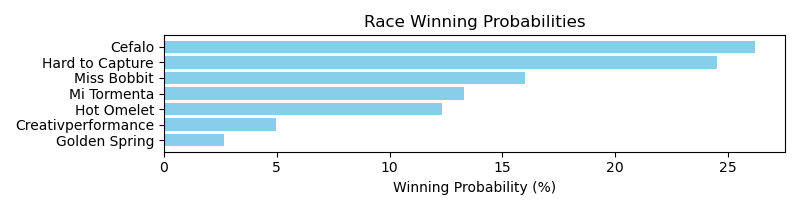 Race Winning Probabilities
Cefalo
Hard to Capture
Miss Bobbit
Mi Tormenta
Hot Omelet
Creativperformance
Golden Spring
0 5 10 15 20 25
Winning Probability (%)